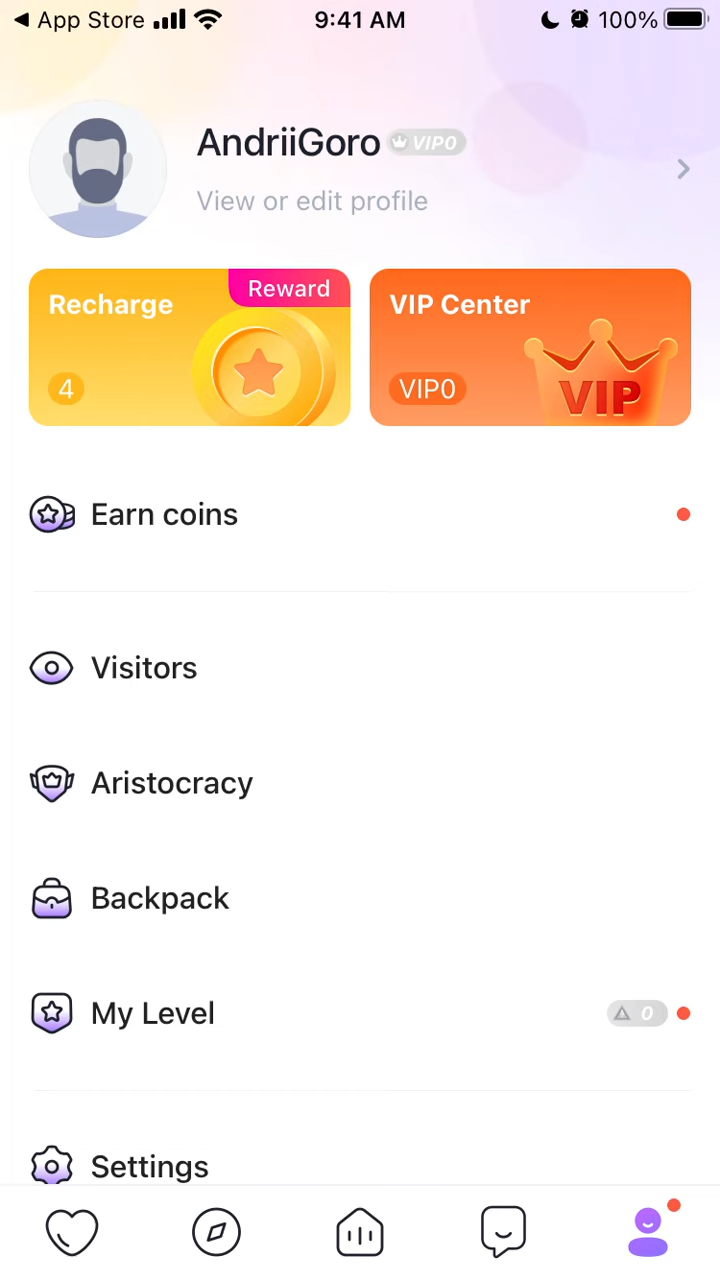 App Store 9:41 AM 100%
AndriiGoro VIP0
View or edit profile
Recharge Reward
4
VIP Center
VIP0 VIP
Earn coins
Visitors
Aristocracy
Backpack
My Level 0
Settings